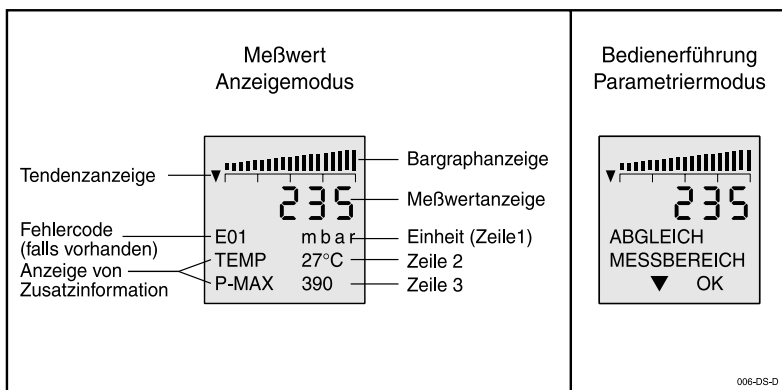 Meßwert
Anzeigemodus
Tendenzanzeige
Fehlercode
(falls vorhanden)
Anzeige von
Zusatzinformation
235
E01 mbar
TEMP 27°C
P-MAX 390
Bargraphanzeige
Meßwertanzeige
Einheit (Zeile1)
Zeile 2
Zeile 3
Bedienerführung
Parametriermodus
235
ABGLEICH
MESSBEREICH
▼ OK
006-DS-D